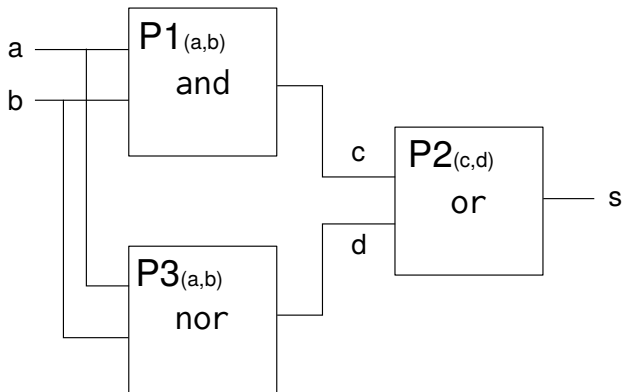 a
b
P1(a,b)
and
c
d
P2(c,d)
or
s
P3(a,b)
nor